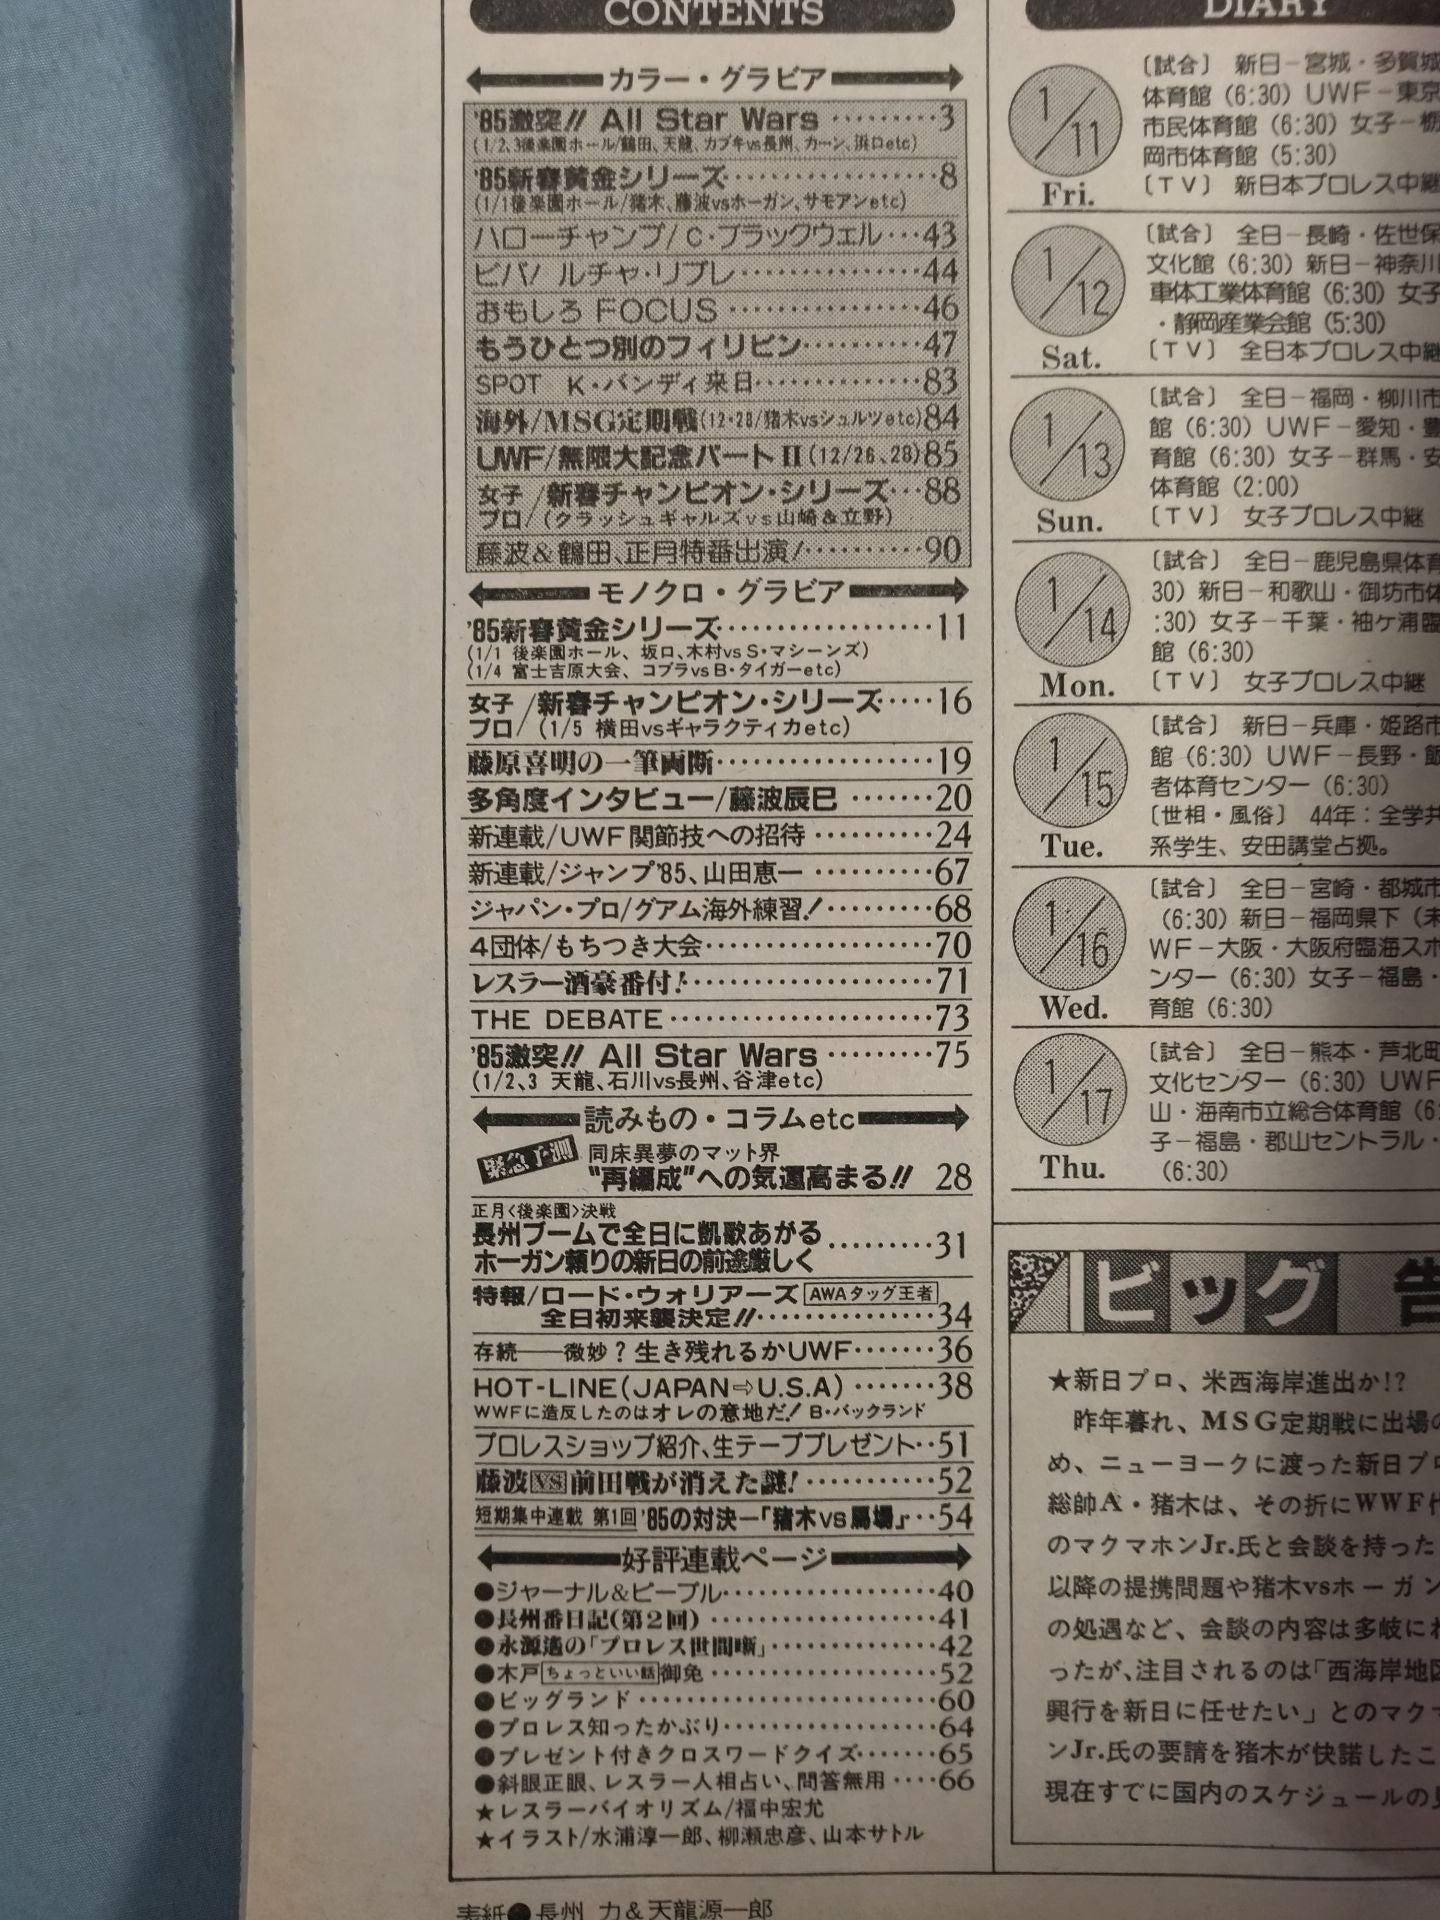 CONTENTS
カラー・グラビア
'85激突!! All Star Wars ………3
(1/2、3後楽園ホール/鶴田、天龍、カブキvs長州、カーン、浜口etc)
'85新春黄金シリーズ………………8
(1/1後楽園ホール/猪木、藤波vsホーガン、サモアンetc)
ハローチャンプ/C・ブラックウェル…43
ビバ! ルチャ・リブレ……………44
おもしろ FOCUS……………46
もうひとつ別のフィリピン…………47
SPOT K・バンディ来日……………83
海外/MSG定期戦(12・28/猪木vsシュルツetc)84
UWF/無限大記念パートII(12/26、28)85
女子プロ/新春チャンピオン・シリーズ…88
(クラッシュギャルズvs山崎&立野)
藤波&鶴田、正月特番出演!…………90
モノクロ・グラビア
'85新春黄金シリーズ………………11
(1/1 後楽園ホール、坂口、木村vsS・マシーンズ)
(1/4 富士吉原大会、コブラvsB・タイガーetc)
女子プロ/新春チャンピオン・シリーズ……16
(1/5 横田vsギャラクティカetc)
藤原喜明の一筆両断…………………19
多角度インタビュー/藤波辰巳………20
新連載/UWF関節技への招待…………24
新連載/ジャンプ'85、山田恵一………67
ジャパン・プロ/グアム海外練習!………68
4団体/もちつき大会…………………70
レスラー酒豪番付!……………………71
THE DEBATE……………………73
'85激突!! All Star Wars………75
(1/2、3 天龍、石川vs長州、谷津etc)
読みもの・コラムetc
緊急予測 同床異夢のマット界
"再編成"への気運高まる!! 28
正月〈後楽園〉決戦
長州ブームで全日に凱歌あがる
ホーガン頼りの新日の前途厳しく………31
特報/ロード・ウォリアーズ AWAタッグ王者
全日初来襲決定!!……………34
存続――微妙?生き残れるかUWF……36
HOT-LINE(JAPAN⇨U.S.A)……38
WWFに造反したのはオレの意地だ! B・バックランド
プロレスショップ紹介、生テーププレゼント‥51
藤波VS前田戦が消えた謎!…………52
短期集中連載 第1回 '85の対決―「猪木vs馬場」…54
好評連載ページ
●ジャーナル&ピープル……………40
●長州番日記(第2回)………………41
●永源遙の「プロレス世間噺」…………42
●木戸ちょっといい話御免……………52
●ビッグランド……………………60
●プロレス知ったかぶり………………64
●プレゼント付きクロスワードクイズ……65
●斜眼正眼、レスラー人相占い、問答無用…66
★レスラーバイオリズム/福中宏允
★イラスト/水浦淳一郎、柳瀬忠彦、山本サトル
表紙●長州 力&天龍源一郎
DIARY
1/11
Fri.
〔試合〕 新日―宮城・多賀城
体育館 (6:30) UWF―東京
市民体育館 (6:30) 女子―栃
岡市体育館 (5:30)
〔TV〕 新日本プロレス中継
1/12
Sat.
〔試合〕 全日―長崎・佐世保
文化館 (6:30) 新日―神奈川
車体工業体育館 (6:30) 女子
・静岡産業会館 (5:30)
〔TV〕 全日本プロレス中継
1/13
Sun.
〔試合〕 全日―福岡・柳川市
館 (6:30) UWF―愛知・豊
育館 (6:30) 女子―群馬・安
体育館 (2:00)
〔TV〕 女子プロレス中継
1/14
Mon.
〔試合〕 全日―鹿児島県体育
30) 新日―和歌山・御坊市体
:30) 女子―千葉・袖ケ浦臨
館 (6:30)
〔TV〕 女子プロレス中継
1/15
Tue.
〔試合〕 新日―兵庫・姫路市
館 (6:30) UWF―長野・飯
者体育センター (6:30)
〔世相・風俗〕 44年：全学共
系学生、安田講堂占拠。
1/16
Wed.
〔試合〕 全日―宮崎・都城市
(6:30) 新日―福岡県下 (未
WF―大阪・大阪府臨海スポ
ンター (6:30) 女子―福島・
育館 (6:30)
1/17
Thu.
〔試合〕 全日―熊本・芦北町
文化センター (6:30) UWF
山・海南市立総合体育館 (6:
子―福島・郡山セントラル・
(6:30)
ビッグ 告
★新日プロ、米西海岸進出か!?
昨年暮れ、MSG定期戦に出場の
め、ニューヨークに渡った新日プロ
総帥A・猪木は、その折にWWF代
のマクマホンJr.氏と会談を持った
以降の提携問題や猪木vsホーガン
の処遇など、会談の内容は多岐にわ
ったが、注目されるのは「西海岸地区
興行を新日に任せたい」とのマクマ
ンJr.氏の要請を猪木が快諾したこ
現在すでに国内のスケジュールの見